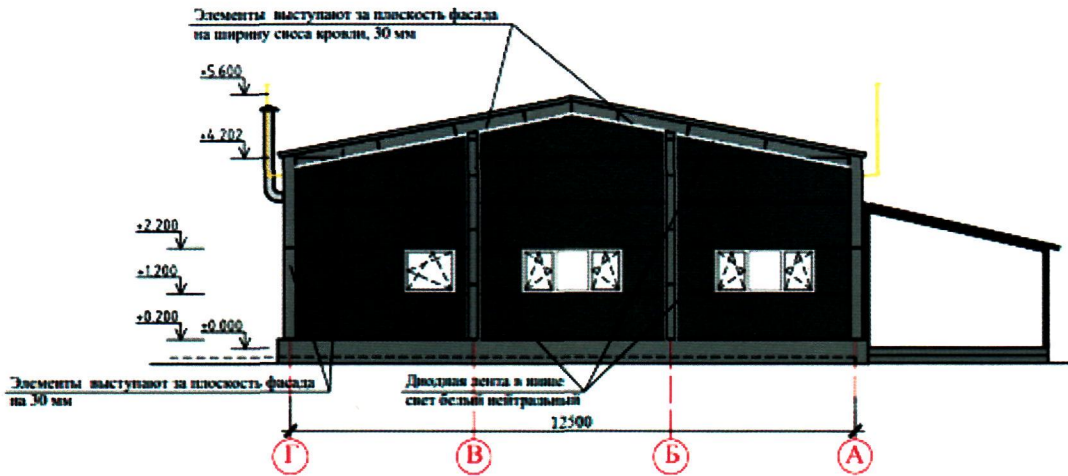 Элементы выступают за плоскость фасада
на ширину свеса кровли, 30 мм
+5.600
+4.202
+2.200
+1.200
+0.200
±0.000
Элементы выступают за плоскость фасада
на 30 мм
Диодная лента в нише
свет белый нейтральный
12500
Г
В
Б
А